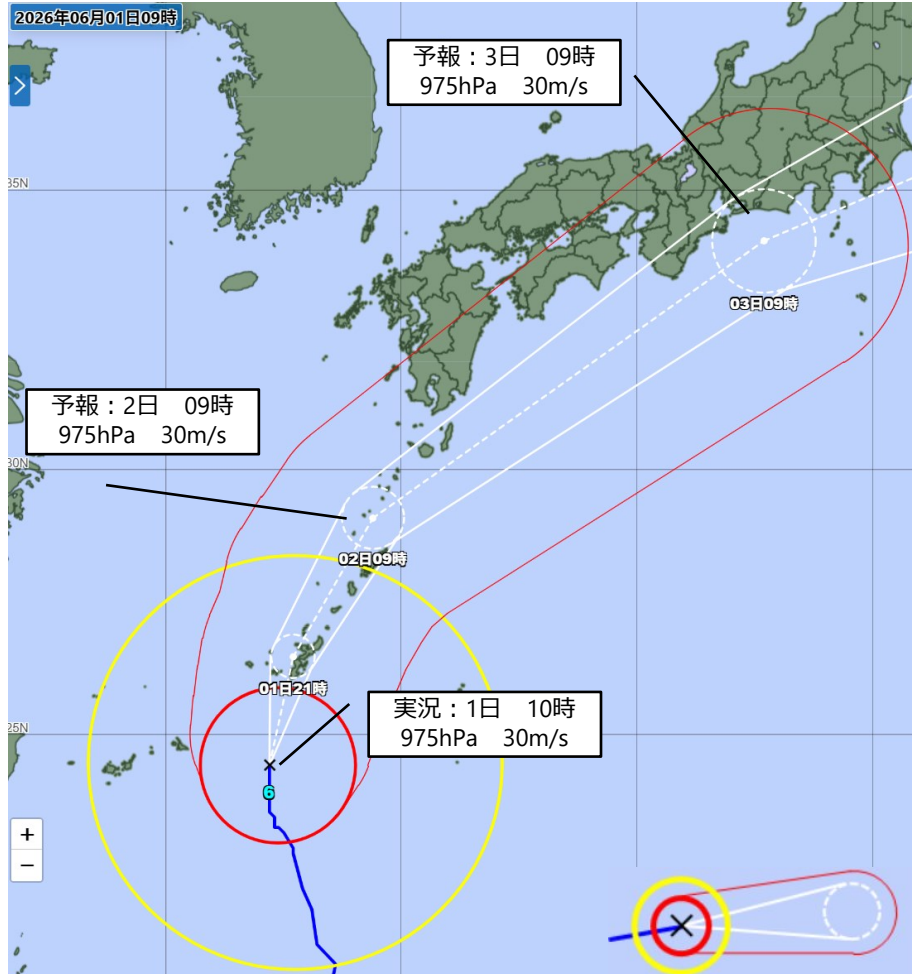 2026年06月01日09時
予報：3日　09時
975hPa　30m/s
35N
03日09時
予報：2日　09時
975hPa　30m/s
30N
02日09時
01日21時
実況：1日　10時
975hPa　30m/s
25N
6
+
−